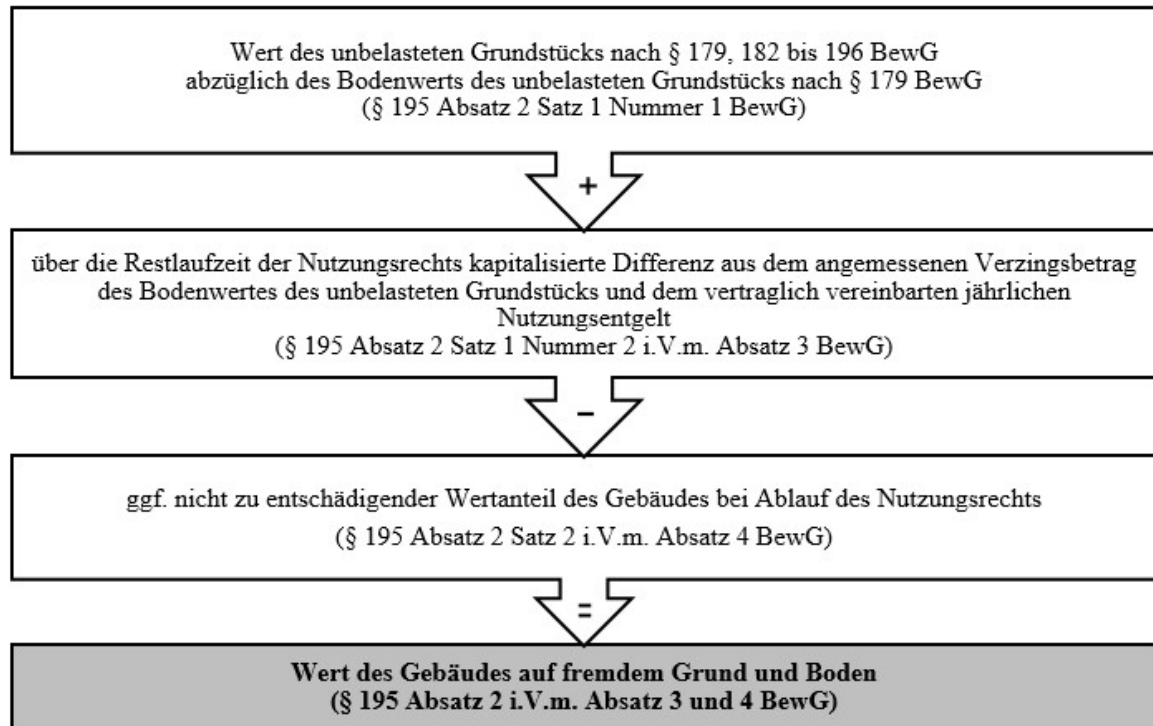 Wert des unbelasteten Grundstücks nach § 179, 182 bis 196 BewG
abzüglich des Bodenwerts des unbelasteten Grundstücks nach § 179 BewG
(§ 195 Absatz 2 Satz 1 Nummer 1 BewG)
+
über die Restlaufzeit der Nutzungsrechts kapitalisierte Differenz aus dem angemessenen Verzingsbetrag
des Bodenwertes des unbelasteten Grundstücks und dem vertraglich vereinbarten jährlichen
Nutzungsentgelt
(§ 195 Absatz 2 Satz 1 Nummer 2 i.V.m. Absatz 3 BewG)
–
ggf. nicht zu entschädigender Wertanteil des Gebäudes bei Ablauf des Nutzungsrechts
(§ 195 Absatz 2 Satz 2 i.V.m. Absatz 4 BewG)
=
Wert des Gebäudes auf fremdem Grund und Boden
(§ 195 Absatz 2 i.V.m. Absatz 3 und 4 BewG)